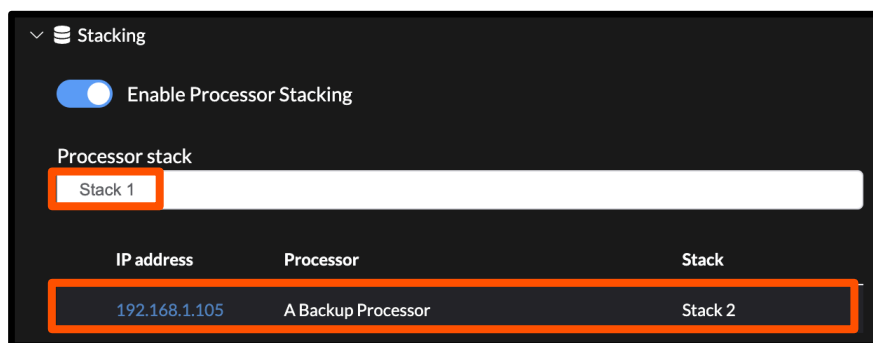 Stacking
Enable Processor Stacking
Processor stack
Stack 1
IP address Processor Stack
192.168.1.105 A Backup Processor Stack 2